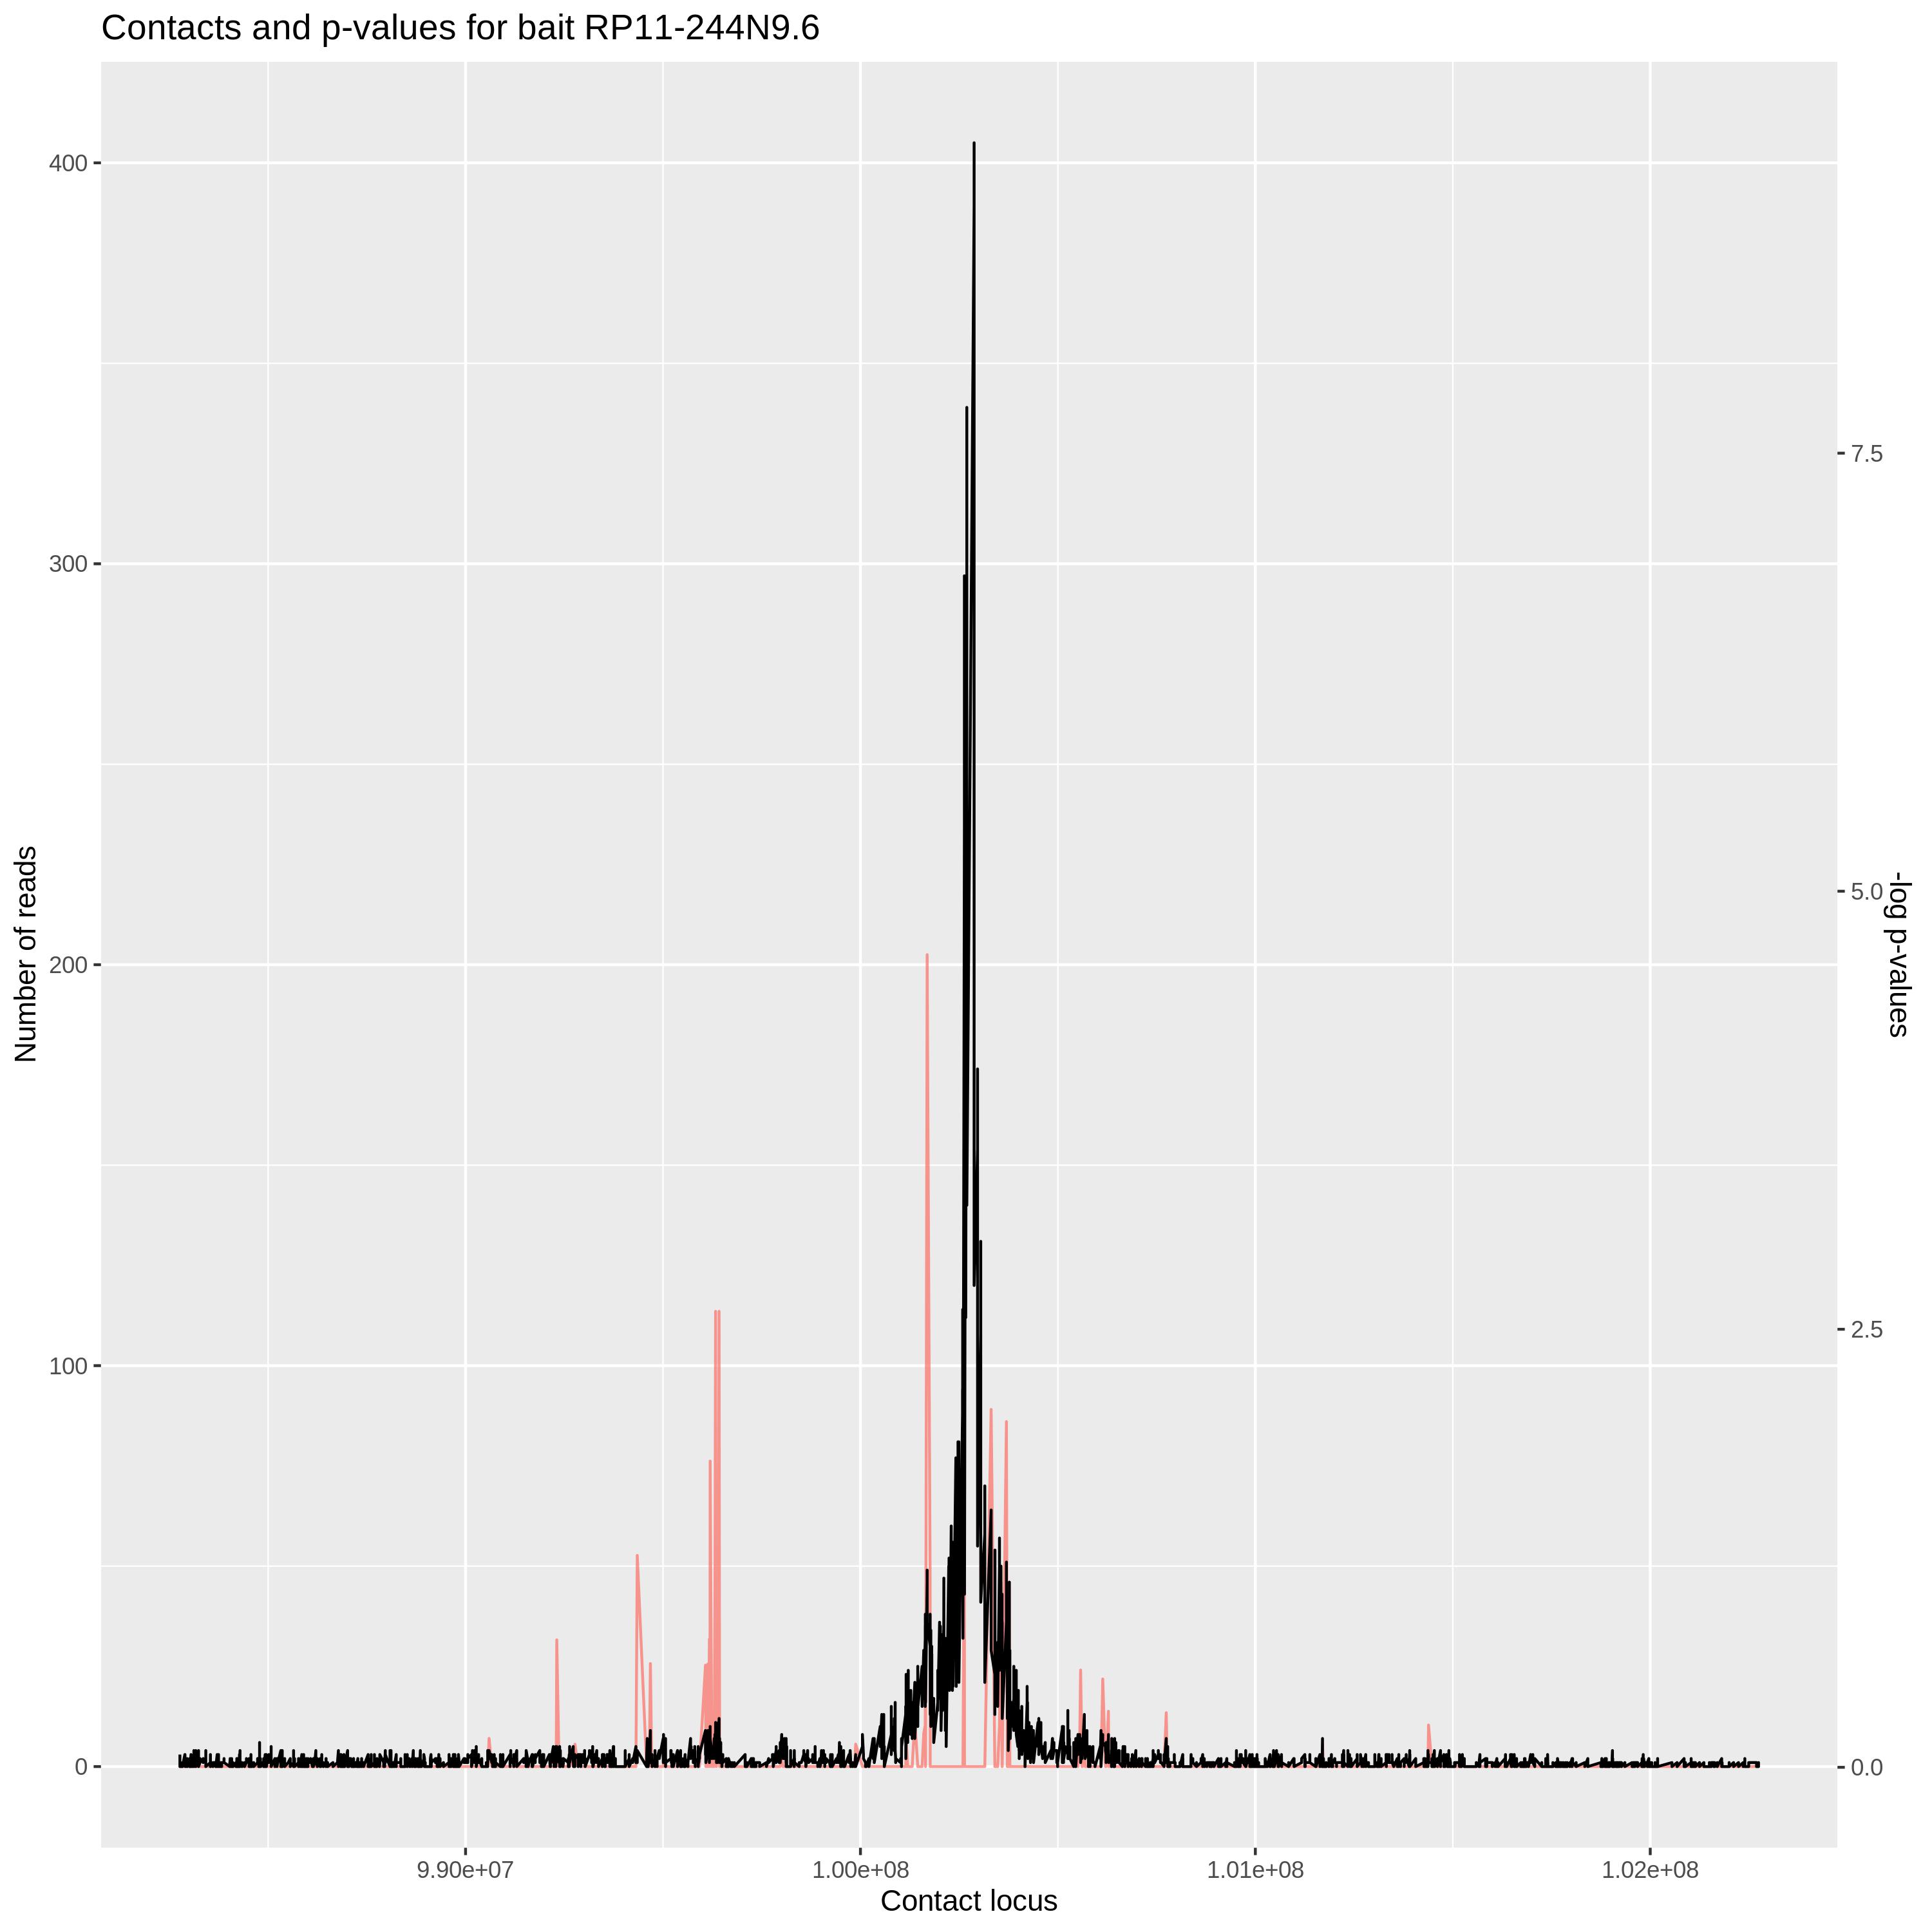 Contacts and p-values for bait RP11-244N9.6
400
300
200
100
0
Number of reads
7.5
5.0
2.5
0.0
-log p-values
9.90e+07
1.00e+08
1.01e+08
1.02e+08
Contact locus